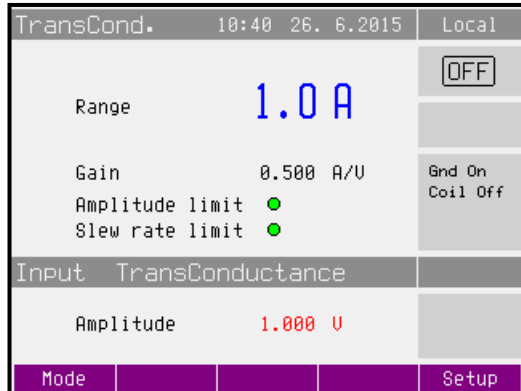 TransCond. 10:40 26. 6.2015 Local
OFF
Range 1.0 A
Gain 0.500 A/V
Gnd On
Coil Off
Amplitude limit
Slew rate limit
Input TransConductance
Amplitude 1.000 V
Mode Setup